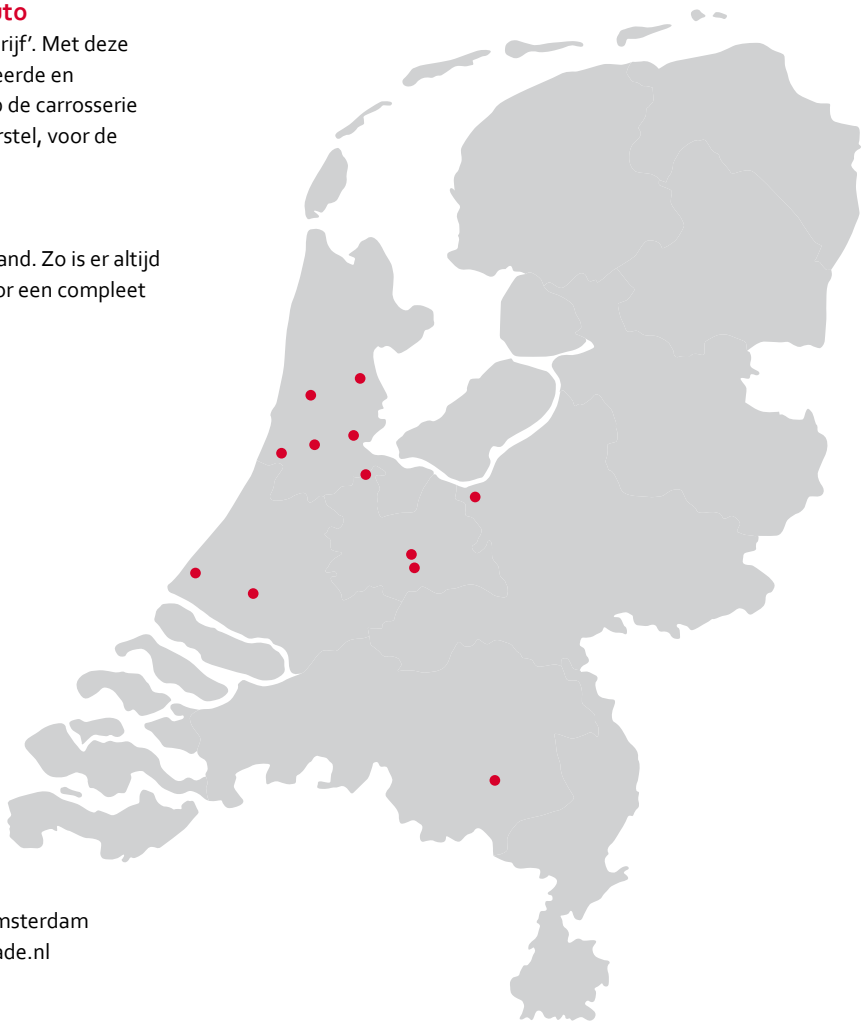 uto
rijf'. Met deze
eerde en
o de carrosserie
rstel, voor de
and. Zo is er altijd
or een compleet
msterdam
ade.nl